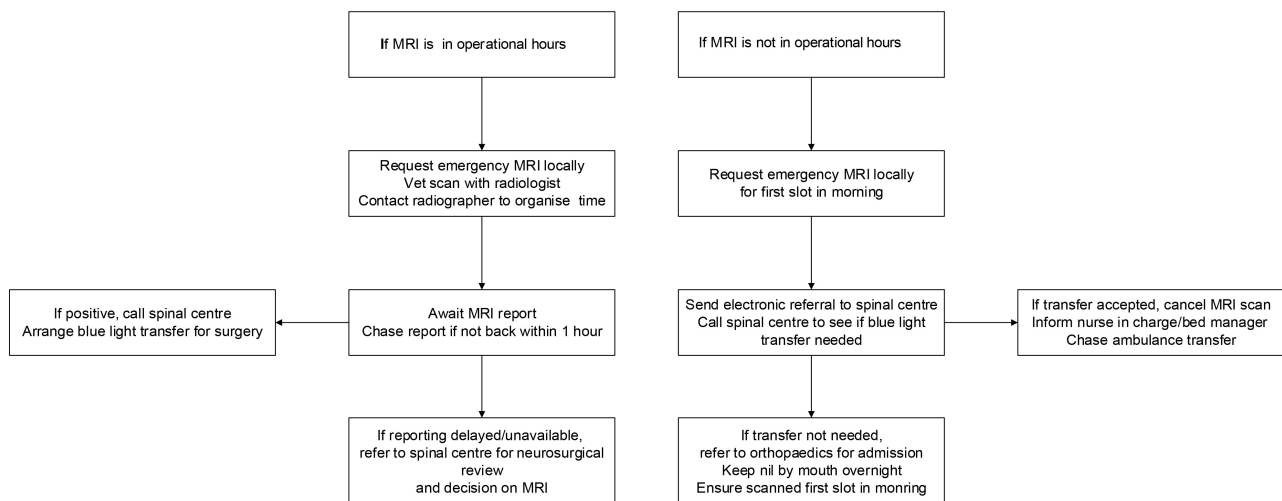 If MRI is in operational hours
If MRI is not in operational hours
Request emergency MRI locally
Vet scan with radiologist
Contact radiographer to organise time
Request emergency MRI locally
for first slot in morning
If positive, call spinal centre
Arrange blue light transfer for surgery
Await MRI report
Chase report if not back within 1 hour
Send electronic referral to spinal centre
Call spinal centre to see if blue light
transfer needed
If transfer accepted, cancel MRI scan
Inform nurse in charge/bed manager
Chase ambulance transfer
If reporting delayed/unavailable,
refer to spinal centre for neurosurgical
review
and decision on MRI
If transfer not needed,
refer to orthopaedics for admission
Keep nil by mouth overnight
Ensure scanned first slot in monring